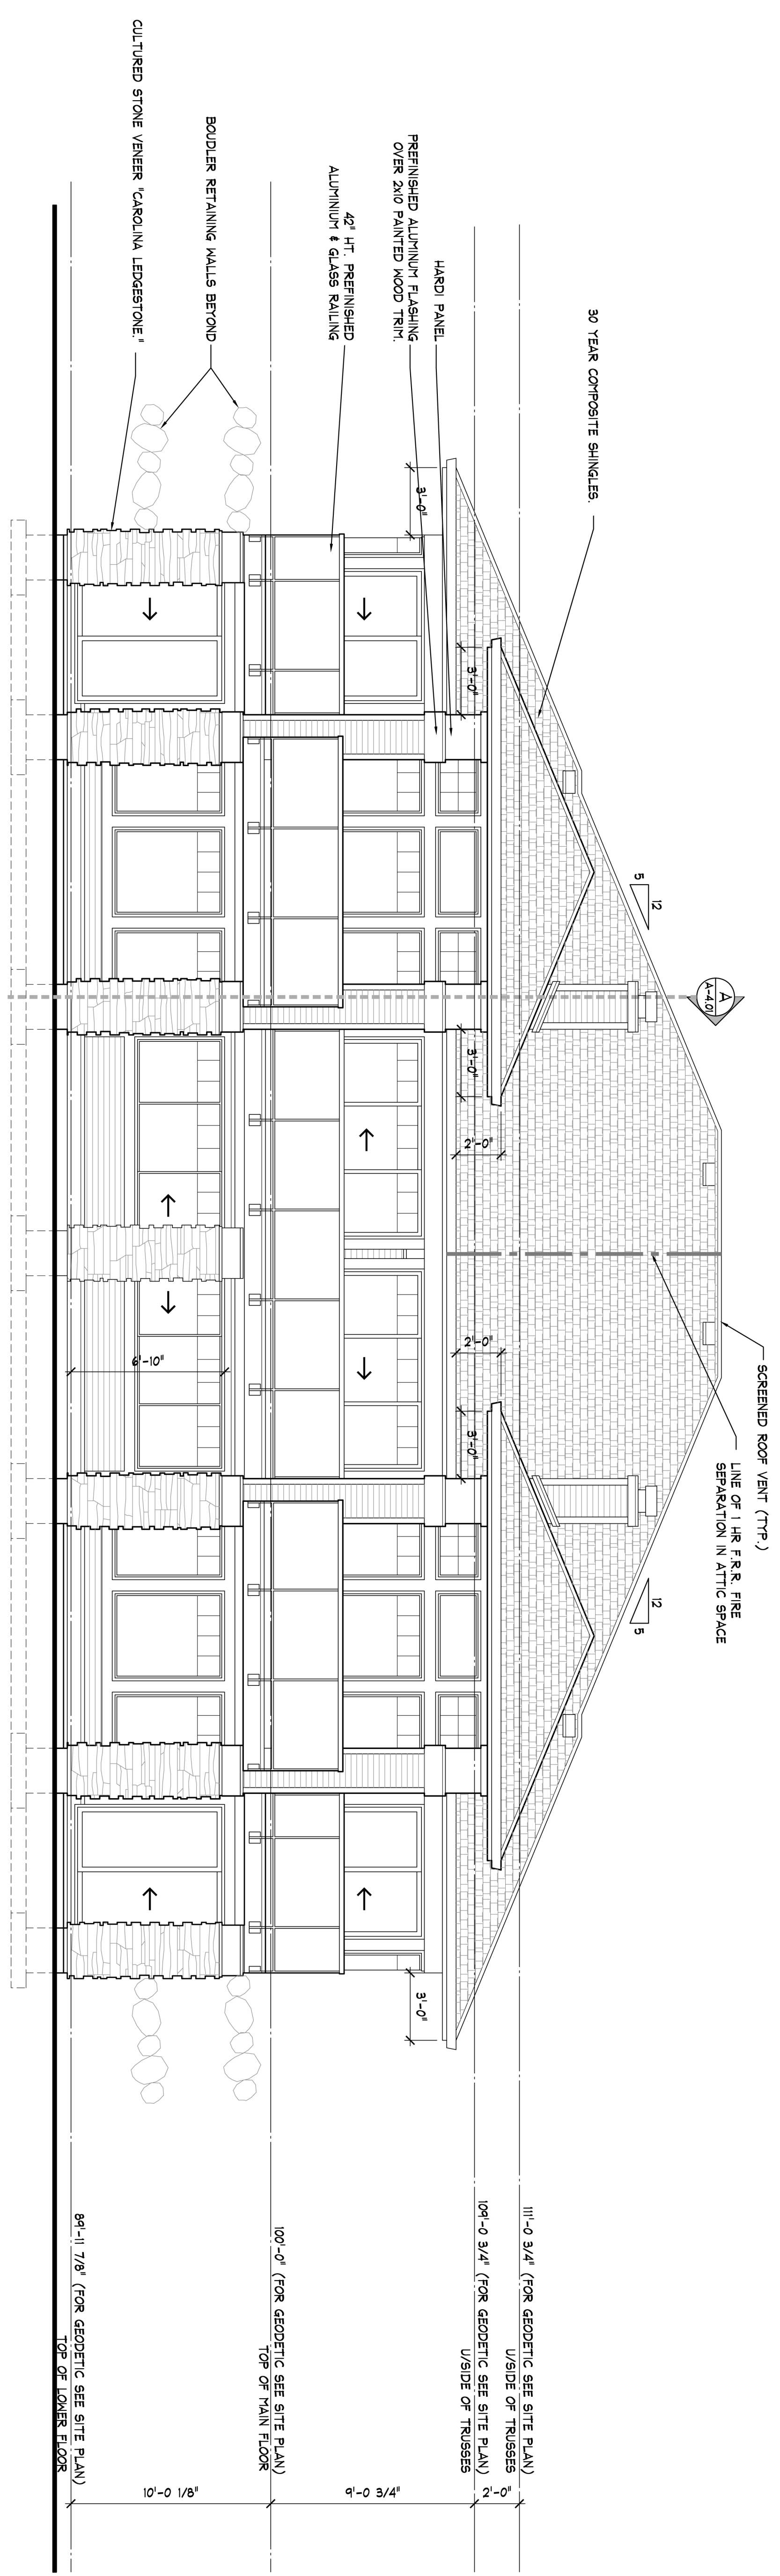 SCREENED ROOF VENT (TYP.)
LINE OF 1 HR F.R.R. FIRE
SEPARATION IN ATTIC SPACE
A
A-4.01
12
5
12
5
30 YEAR COMPOSITE SHINGLES.
HARDI PANEL
PREFINISHED ALUMINUM FLASHING
OVER 2x10 PAINTED WOOD TRIM.
42" HT. PREFINISHED
ALUMINIUM & GLASS RAILING
BOUDLER RETAINING WALLS BEYOND
CULTURED STONE VENEER "CAROLINA LEDGESTONE."
3'-0"
3'-0"
3'-0"
2'-0"
2'-0"
3'-0"
3'-0"
6'-10"
111'-0 3/4" (FOR GEODETIC SEE SITE PLAN)
U/SIDE OF TRUSSES
109'-0 3/4" (FOR GEODETIC SEE SITE PLAN)
U/SIDE OF TRUSSES
100'-0" (FOR GEODETIC SEE SITE PLAN)
TOP OF MAIN FLOOR
89'-11 7/8" (FOR GEODETIC SEE SITE PLAN)
TOP OF LOWER FLOOR
2'-0"
9'-0 3/4"
10'-0 1/8"